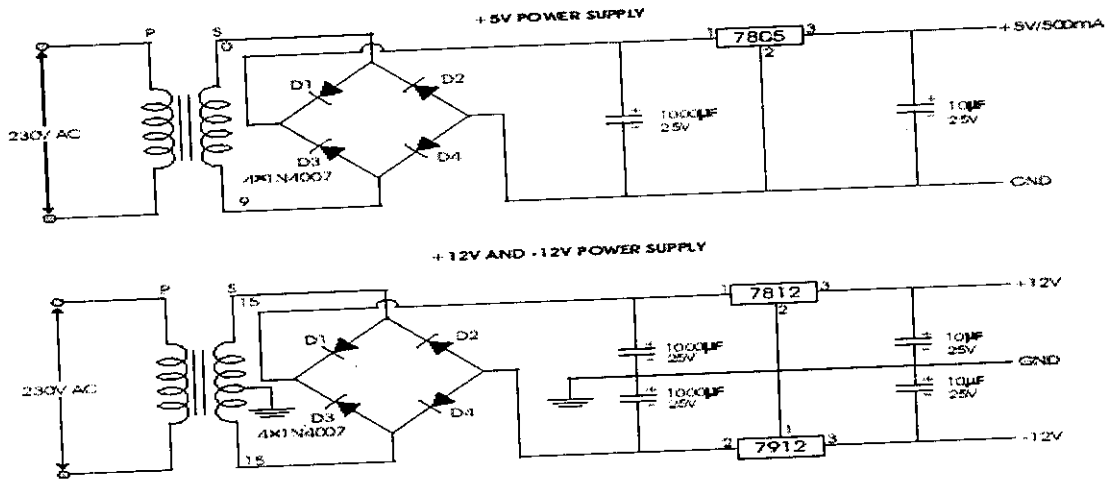 +5V POWER SUPPLY
P
S
0
230V AC
D1
D2
D3
D4
4X1N4007
9
1000µF
25V
1
7805
3
2
10µF
25V
+5V/500mA
GND
+12V AND -12V POWER SUPPLY
P
S
15
230V AC
D1
D2
D3
D4
4X1N4007
15
1000µF
25V
1000µF
25V
1
7812
3
2
1
2
7912
3
10µF
25V
10µF
25V
+12V
GND
-12V